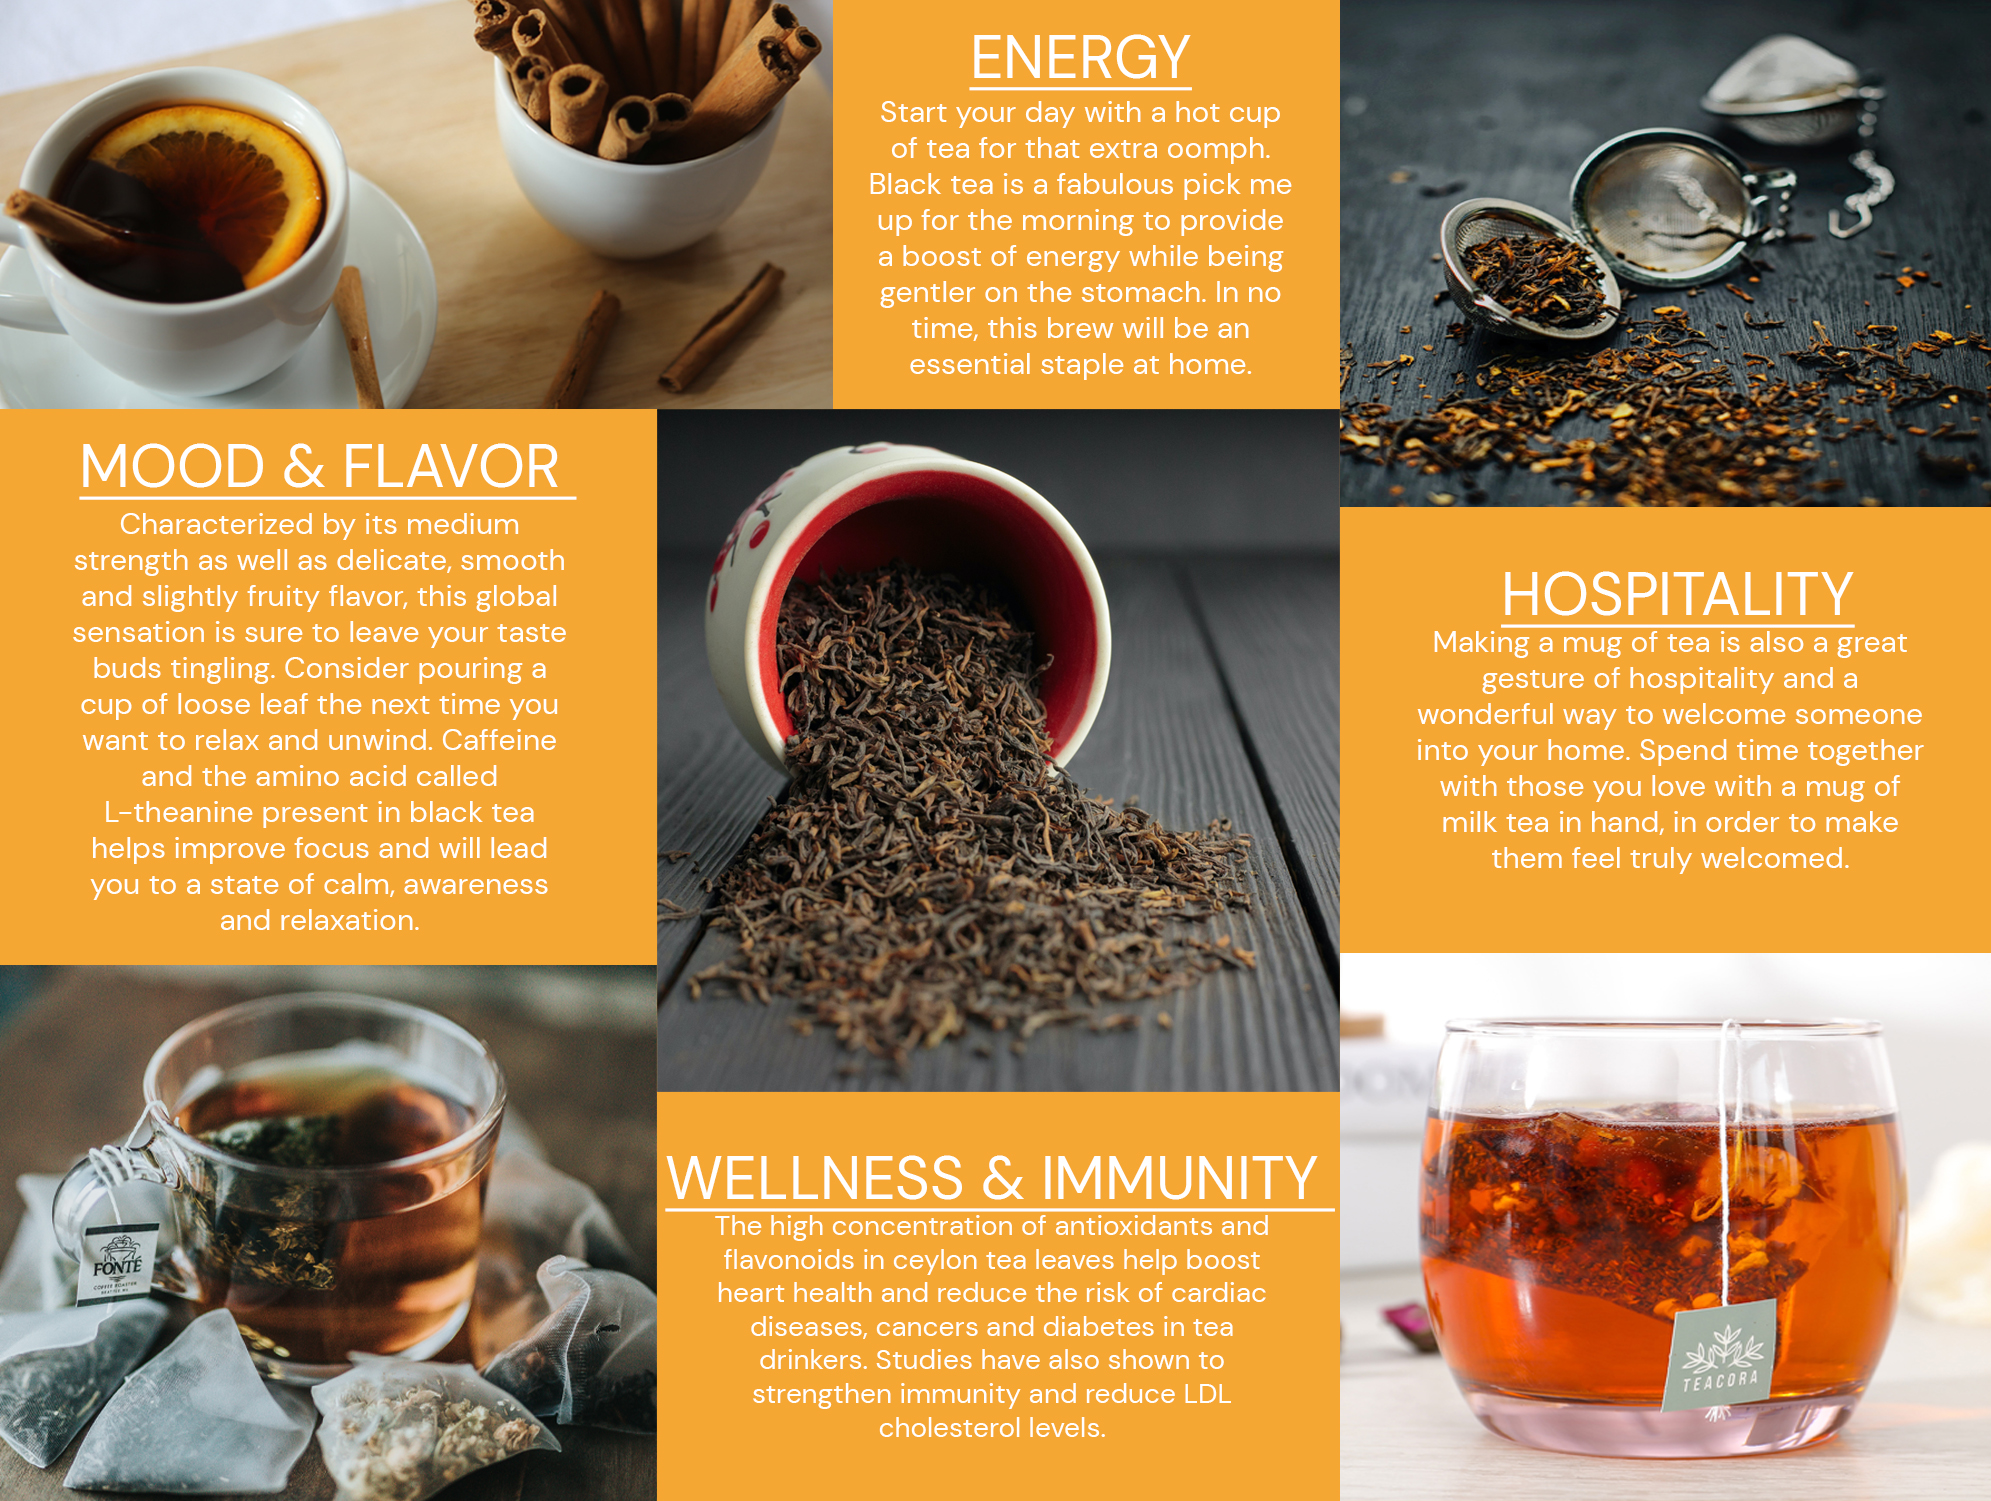 ENERGY
Start your day with a hot cup
of tea for that extra oomph.
Black tea is a fabulous pick me
up for the morning to provide
a boost of energy while being
gentler on the stomach. In no
time, this brew will be an
essential staple at home.
MOOD & FLAVOR
Characterized by its medium
strength as well as delicate, smooth
and slightly fruity flavor, this global
sensation is sure to leave your taste
buds tingling. Consider pouring a
cup of loose leaf the next time you
want to relax and unwind. Caffeine
and the amino acid called
L-theanine present in black tea
helps improve focus and will lead
you to a state of calm, awareness
and relaxation.
HOSPITALITY
Making a mug of tea is also a great
gesture of hospitality and a
wonderful way to welcome someone
into your home. Spend time together
with those you love with a mug of
milk tea in hand, in order to make
them feel truly welcomed.
WELLNESS & IMMUNITY
The high concentration of antioxidants and
flavonoids in ceylon tea leaves help boost
heart health and reduce the risk of cardiac
diseases, cancers and diabetes in tea
drinkers. Studies have also shown to
strengthen immunity and reduce LDL
cholesterol levels.
FONTÉ
COFFEE ROASTER
TEACORA